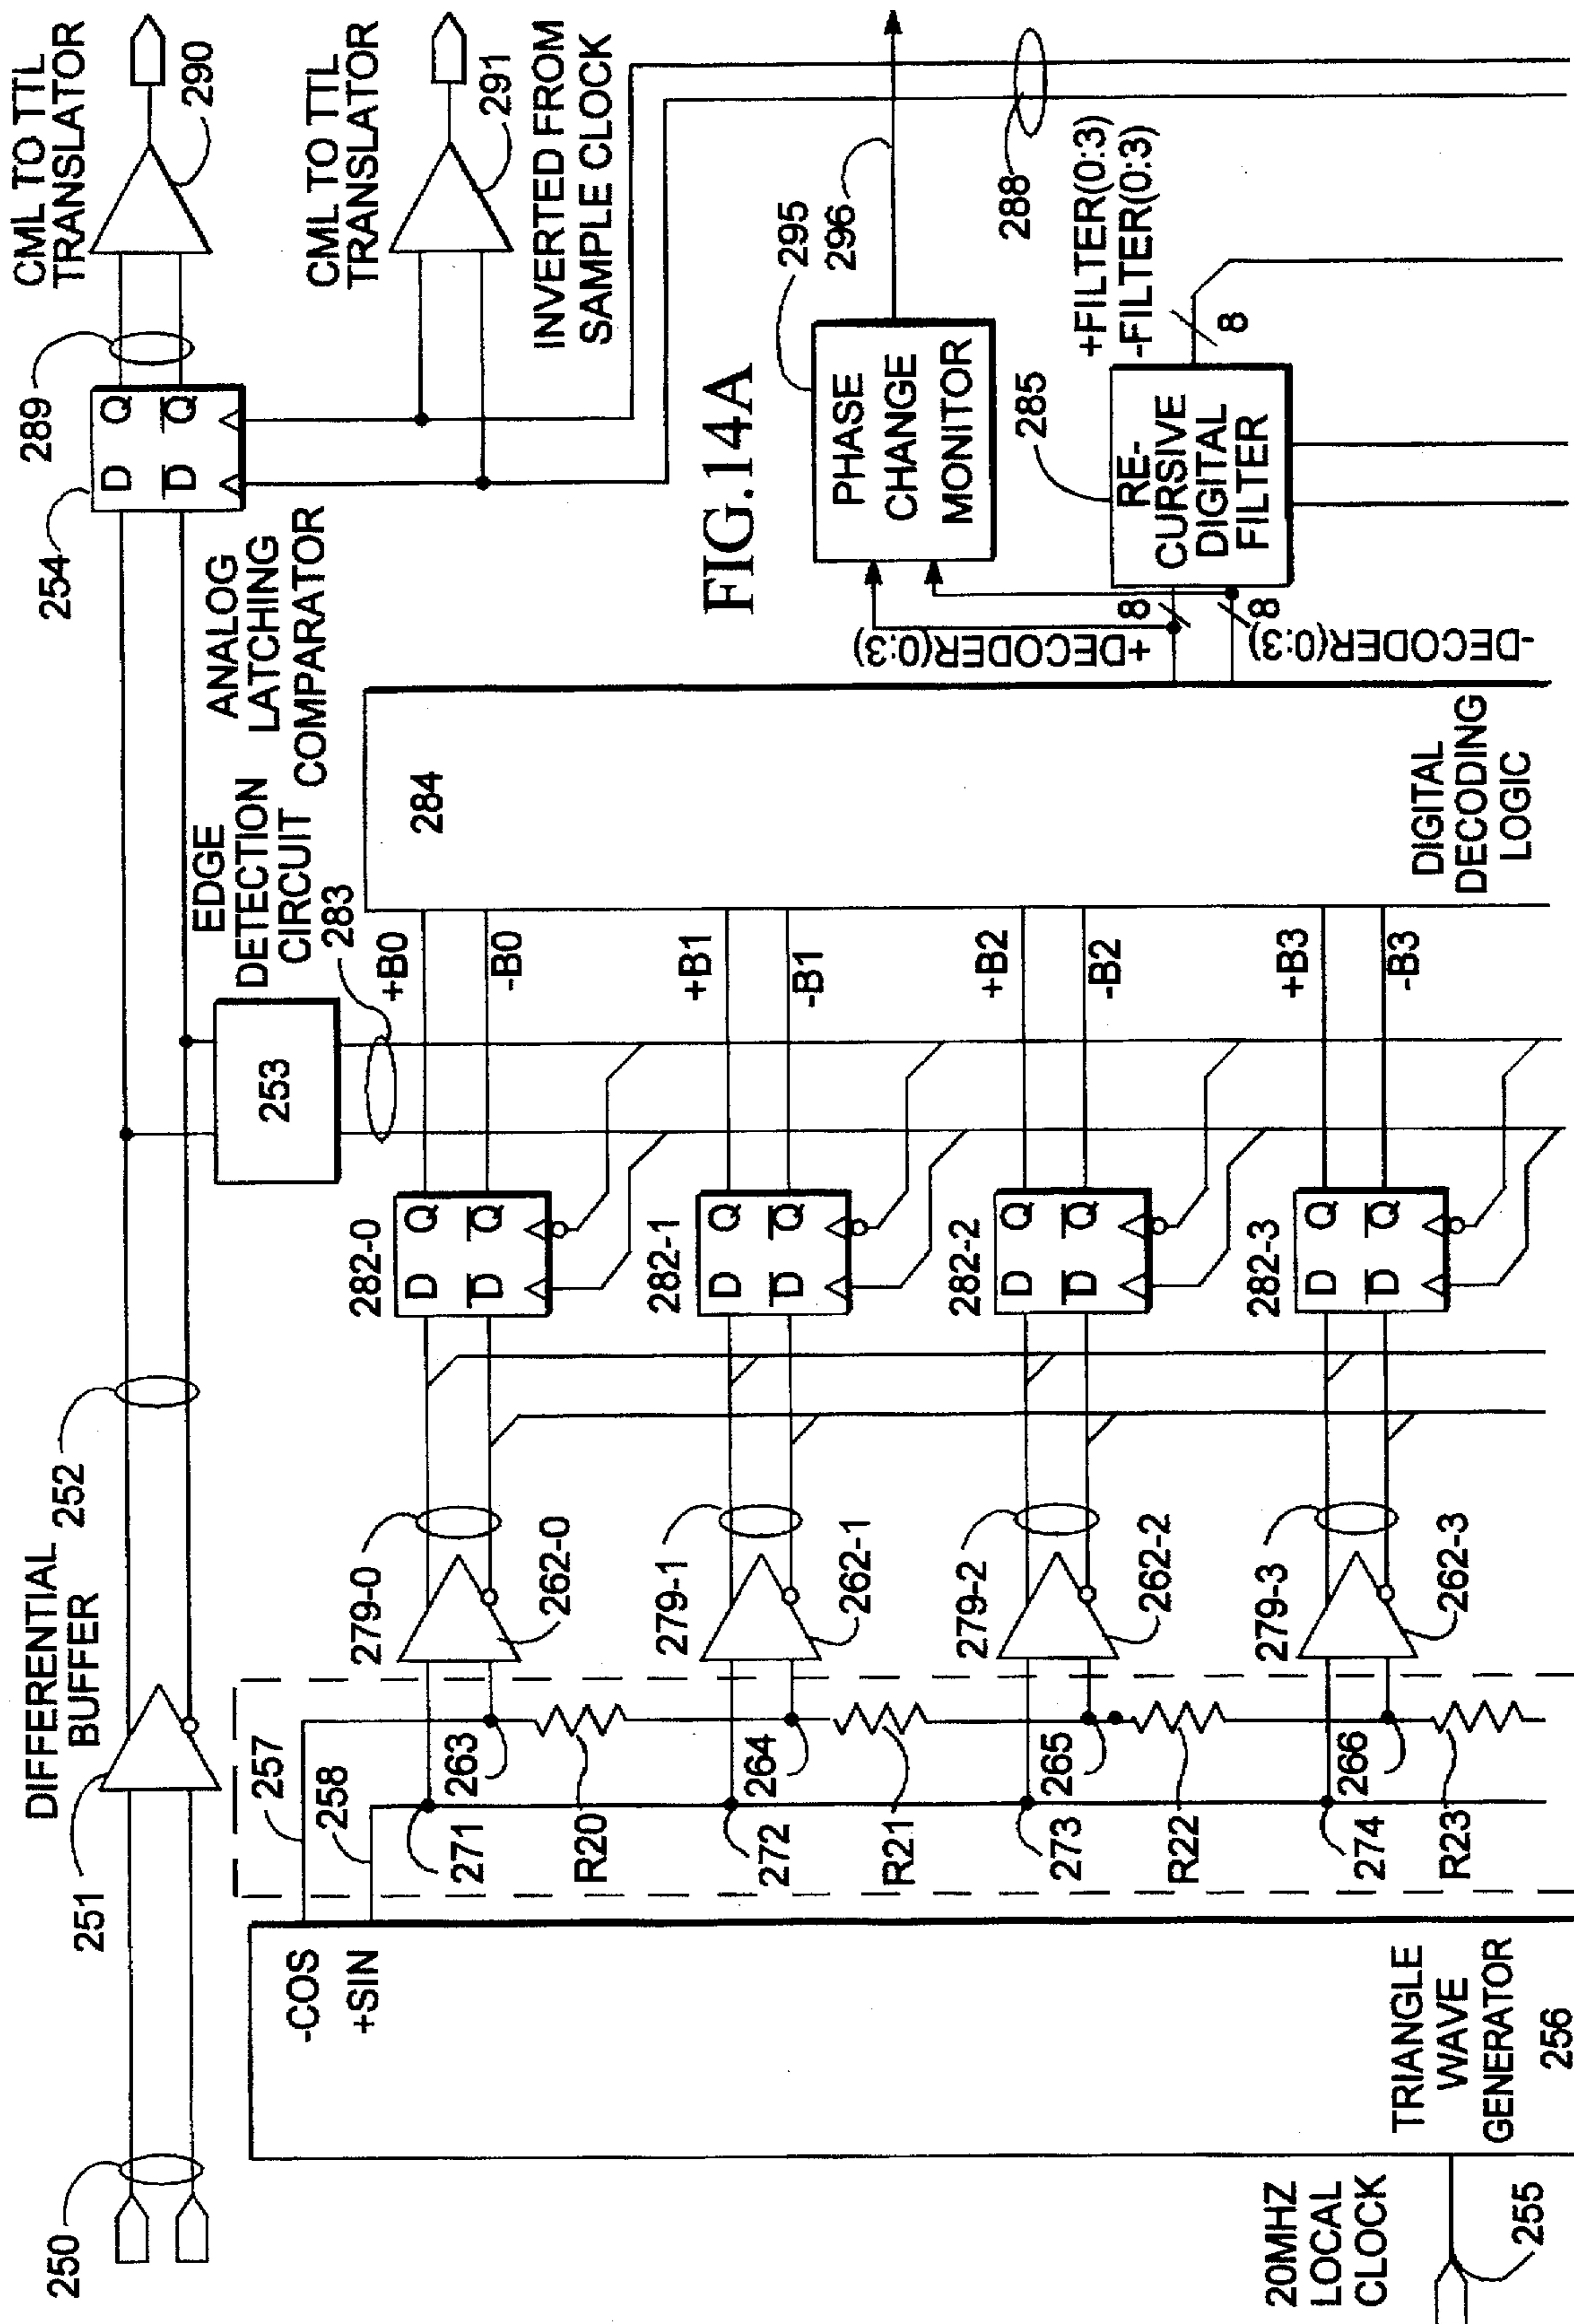 250
251
DIFFERENTIAL
BUFFER
252
253
EDGE
DETECTION
CIRCUIT
283
254
ANALOG
LATCHING
COMPARATOR
D Q
D Q
289
CML TO TTL
TRANSLATOR
290
CML TO TTL
TRANSLATOR
291
INVERTED FROM
SAMPLE CLOCK
FIG.14A
-COS
+SIN
257
258
271
263
R20
279-0
262-0
282-0
D Q
D Q
+B0
-B0
284
272
264
R21
279-1
262-1
282-1
D Q
D Q
+B1
-B1
273
265
R22
279-2
262-2
282-2
D Q
D Q
+B2
-B2
274
266
R23
279-3
262-3
282-3
D Q
D Q
+B3
-B3
DIGITAL
DECODING
LOGIC
+DECODER(0:3)
8
-DECODER(0:3)
8
PHASE
CHANGE
MONITOR
295
296
RE-
CURSIVE
DIGITAL
FILTER
285
+FILTER(0:3)
-FILTER(0:3)
8
288
20MHZ
LOCAL
CLOCK
255
TRIANGLE
WAVE
GENERATOR
256